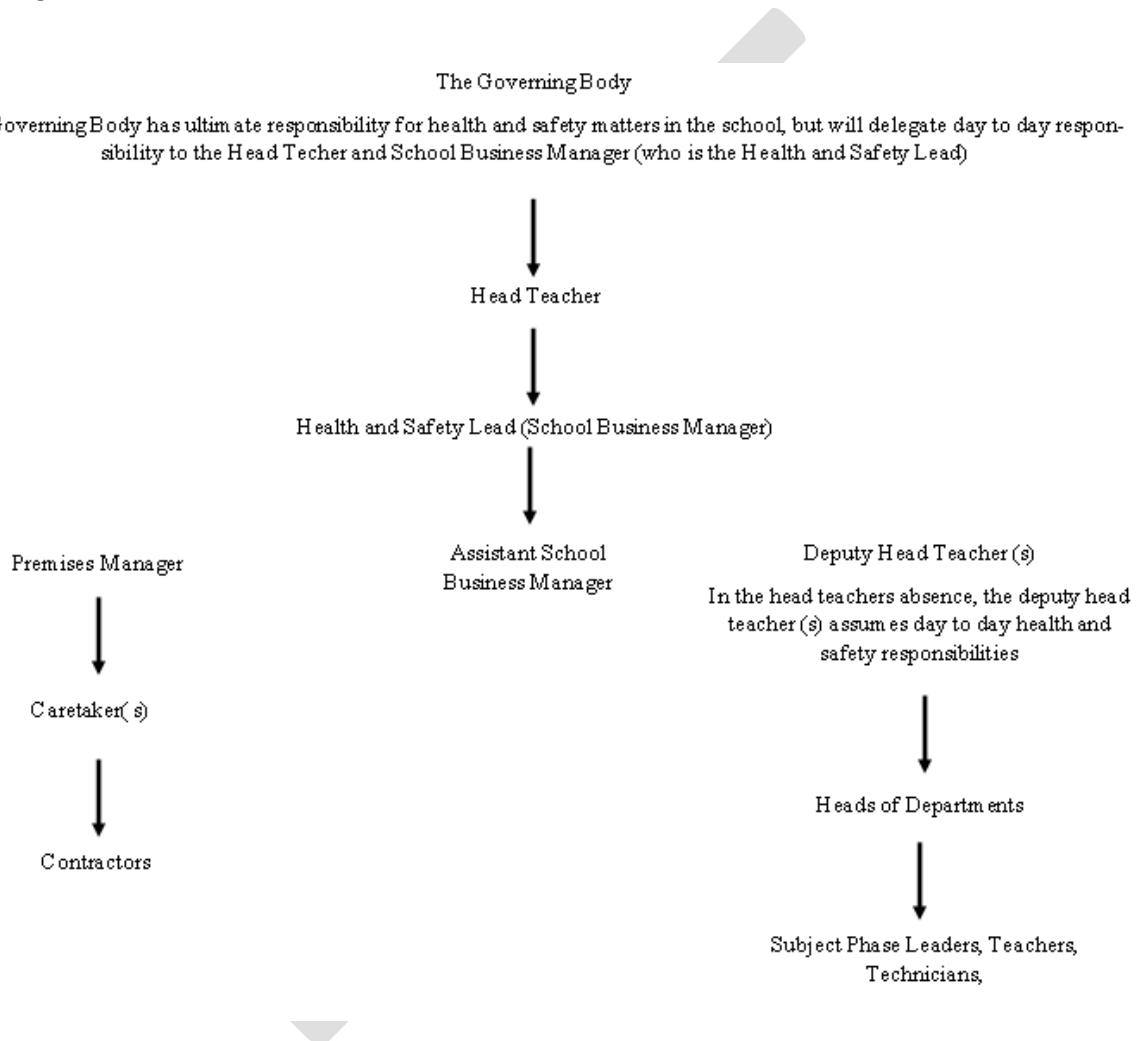 The Governing Body
Governing Body has ultimate responsibility for health and safety matters in the school, but will delegate day to day respon-
sibility to the Head Techer and School Business Manager (who is the Health and Safety Lead)
Head Teacher
Health and Safety Lead (School Business Manager)
Premises Manager
Assistant School
Business Manager
Deputy Head Teacher (s)
In the head teachers absence, the deputy head
teacher (s) assumes day to day health and
safety responsibilities
Caretaker( s)
Heads of Departments
Contractors
Subject Phase Leaders, Teachers,
Technicians,